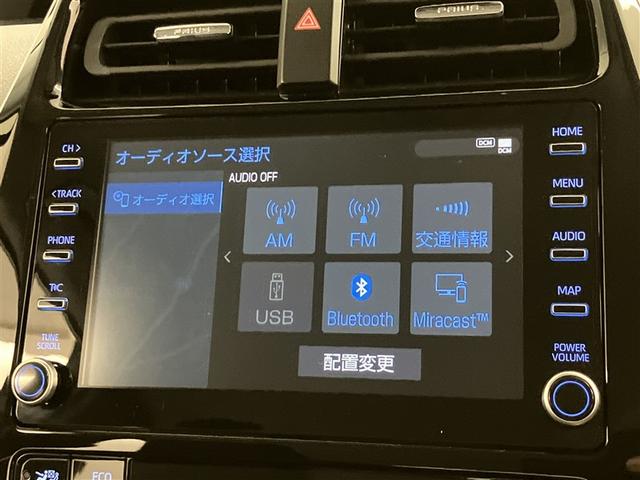 PRIUS
PRIUS
CH >
HOME
オーディオソース選択
DCM
DCM
AUDIO OFF
< TRACK
オーディオ選択
MENU
AM
FM
交通情報
PHONE
AUDIO
T/C
USB
Bluetooth
Miracast™
MAP
TUNE
SCROLL
配置変更
POWER
VOLUME
ECO